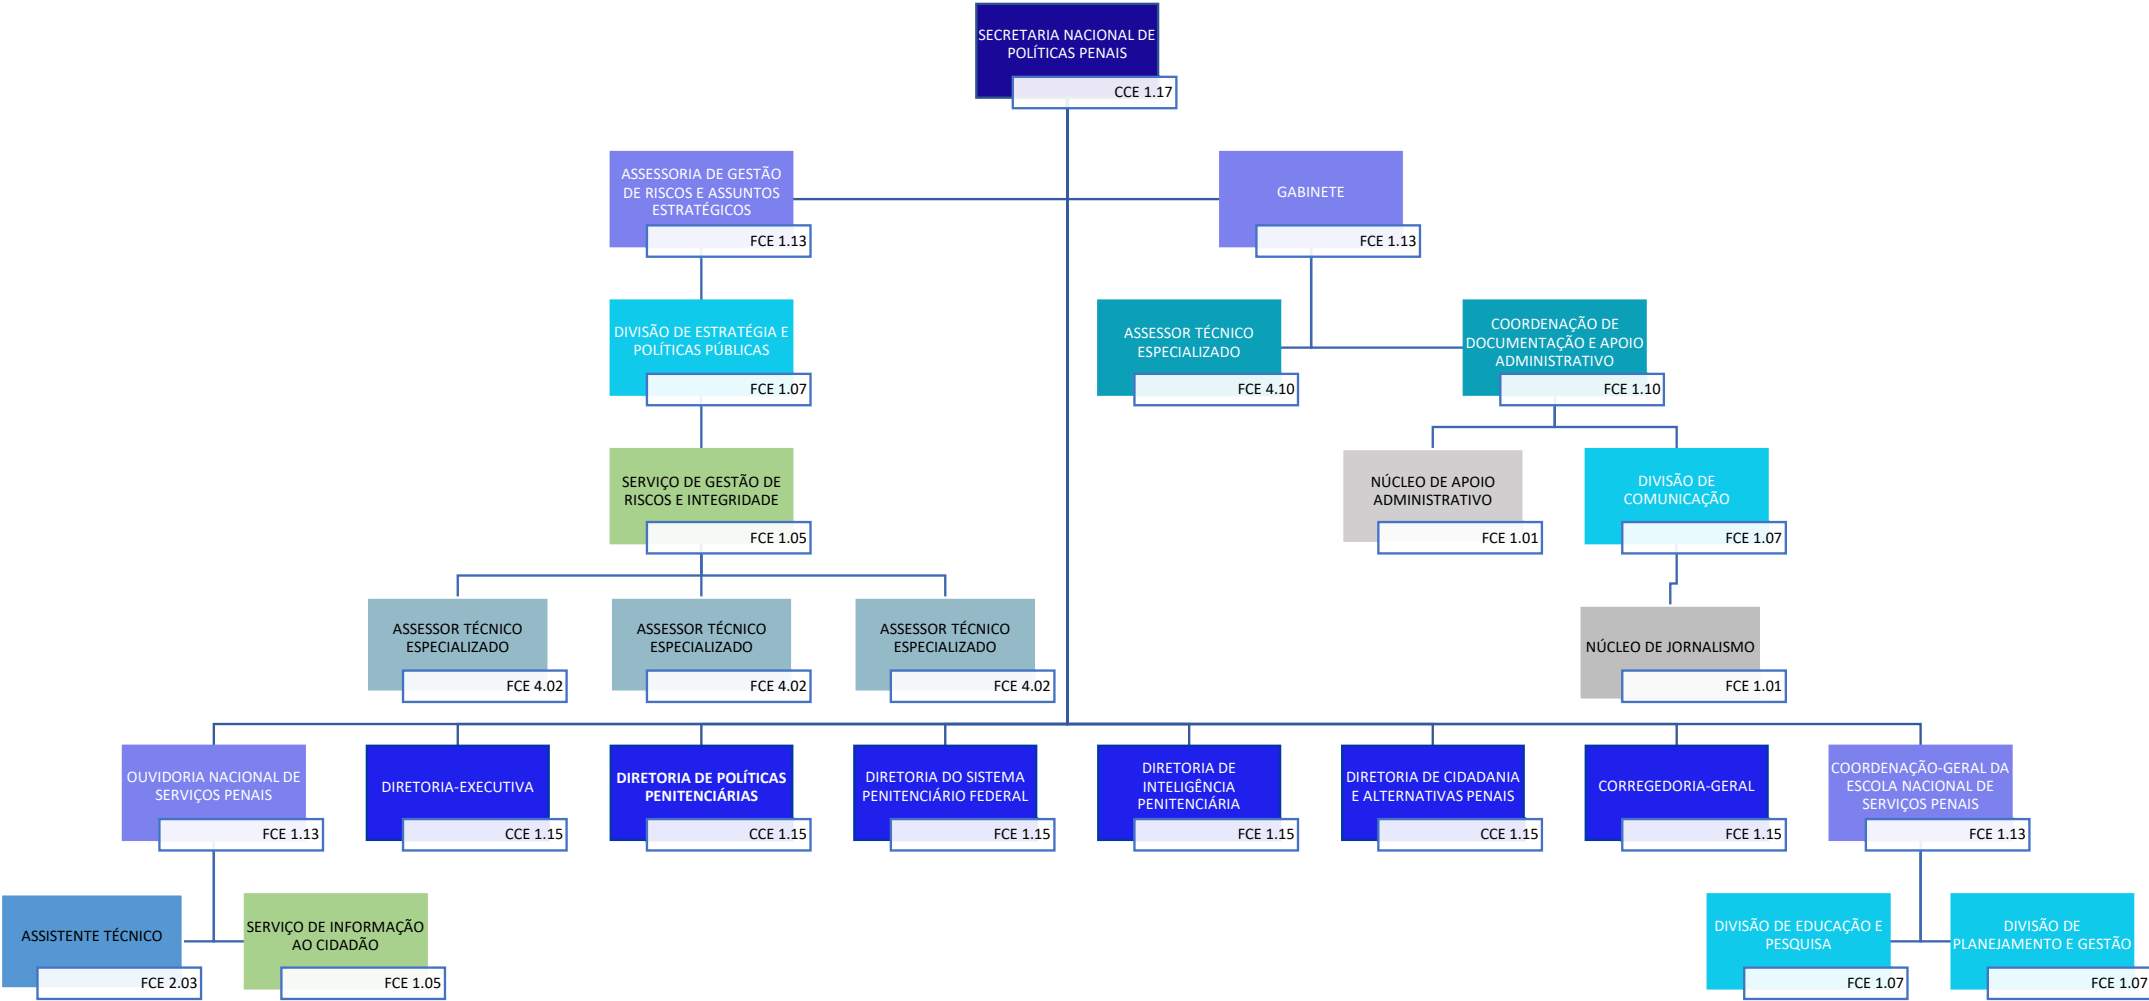 SECRETARIA NACIONAL DE
POLÍTICAS PENAIS
CCE 1.17
ASSESSORIA DE GESTÃO
DE RISCOS E ASSUNTOS
ESTRATÉGICOS
FCE 1.13
GABINETE
FCE 1.13
DIVISÃO DE ESTRATÉGIA E
POLÍTICAS PÚBLICAS
FCE 1.07
ASSESSOR TÉCNICO
ESPECIALIZADO
FCE 4.10
COORDENAÇÃO DE
DOCUMENTAÇÃO E APOIO
ADMINISTRATIVO
FCE 1.10
SERVIÇO DE GESTÃO DE
RISCOS E INTEGRIDADE
FCE 1.05
NÚCLEO DE APOIO
ADMINISTRATIVO
FCE 1.01
DIVISÃO DE
COMUNICAÇÃO
FCE 1.07
ASSESSOR TÉCNICO
ESPECIALIZADO
FCE 4.02
ASSESSOR TÉCNICO
ESPECIALIZADO
FCE 4.02
ASSESSOR TÉCNICO
ESPECIALIZADO
FCE 4.02
NÚCLEO DE JORNALISMO
FCE 1.01
OUVIDORIA NACIONAL DE
SERVIÇOS PENAIS
FCE 1.13
DIRETORIA-EXECUTIVA
CCE 1.15
DIRETORIA DE POLÍTICAS
PENITENCIÁRIAS
CCE 1.15
DIRETORIA DO SISTEMA
PENITENCIÁRIO FEDERAL
FCE 1.15
DIRETORIA DE
INTELIGÊNCIA
PENITENCIÁRIA
FCE 1.15
DIRETORIA DE CIDADANIA
E ALTERNATIVAS PENAIS
CCE 1.15
CORREGEDORIA-GERAL
FCE 1.15
COORDENAÇÃO-GERAL DA
ESCOLA NACIONAL DE
SERVIÇOS PENAIS
FCE 1.13
ASSISTENTE TÉCNICO
FCE 2.03
SERVIÇO DE INFORMAÇÃO
AO CIDADÃO
FCE 1.05
DIVISÃO DE EDUCAÇÃO E
PESQUISA
FCE 1.07
DIVISÃO DE
PLANEJAMENTO E GESTÃO
FCE 1.07